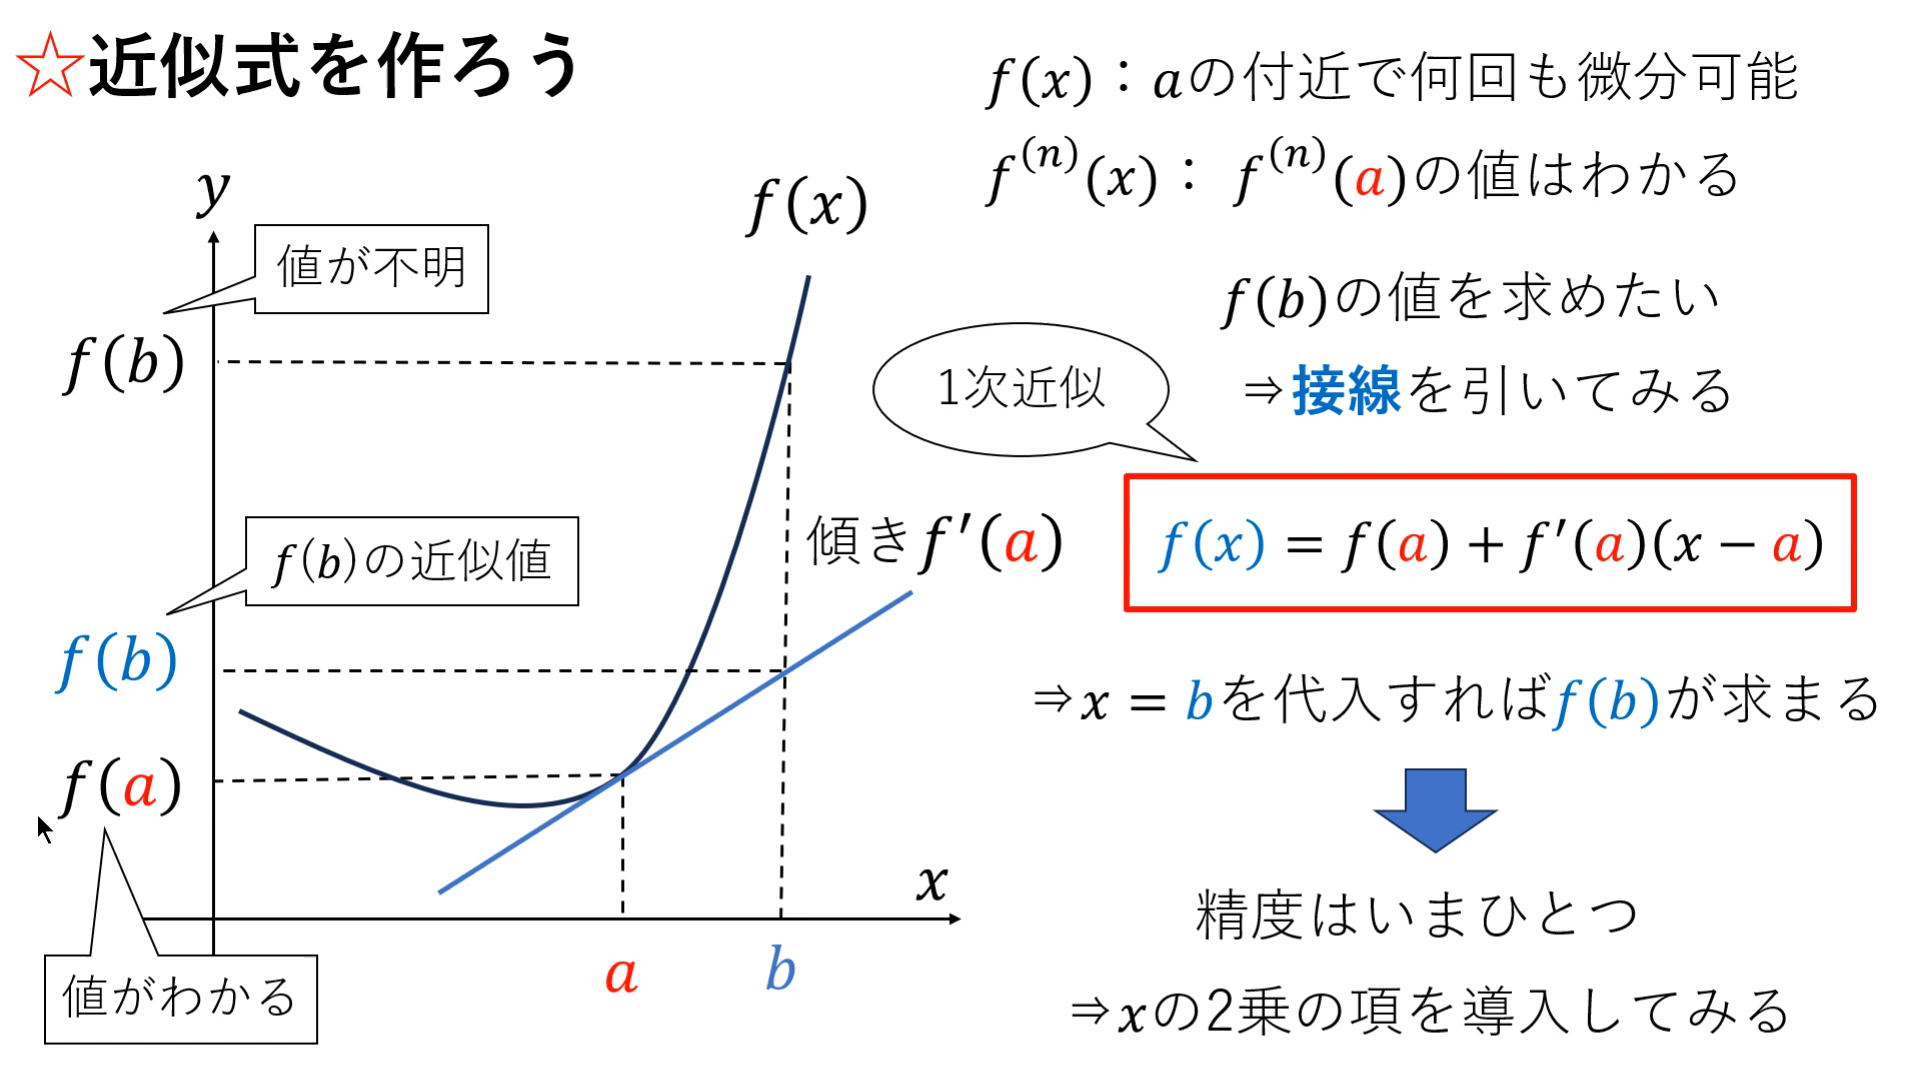 ☆近似式を作ろう
f(x)：aの付近で何回も微分可能
f⁽ⁿ⁾(x)： f⁽ⁿ⁾(a)の値はわかる
y
f(x)
値が不明
f(b)の値を求めたい
f(b)
1次近似
⇒接線を引いてみる
傾きf′(a)
f(x) = f(a) + f′(a)(x − a)
f(b)の近似値
f(b)
⇒x = bを代入すればf(b)が求まる
f(a)
x
精度はいまひとつ
a
b
値がわかる
⇒xの2乗の項を導入してみる